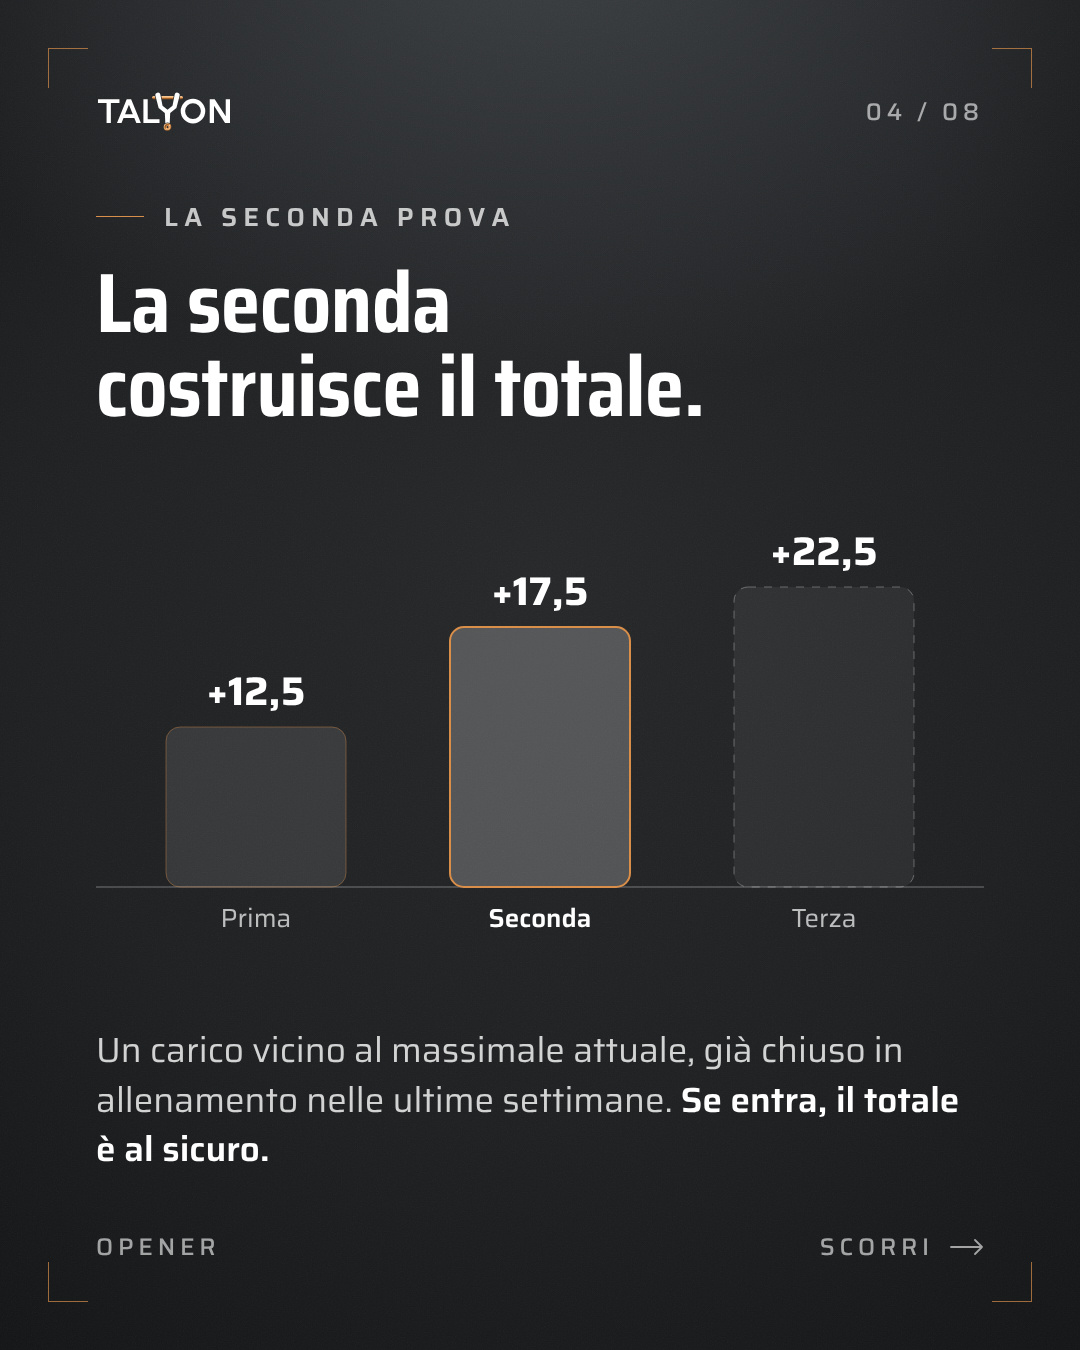 TALYON
04 / 08
LA SECONDA PROVA
La seconda
costruisce il totale.
+12,5
+17,5
+22,5
Prima
Seconda
Terza
Un carico vicino al massimale attuale, già chiuso in
allenamento nelle ultime settimane. Se entra, il totale
è al sicuro.
OPENER
SCORRI →